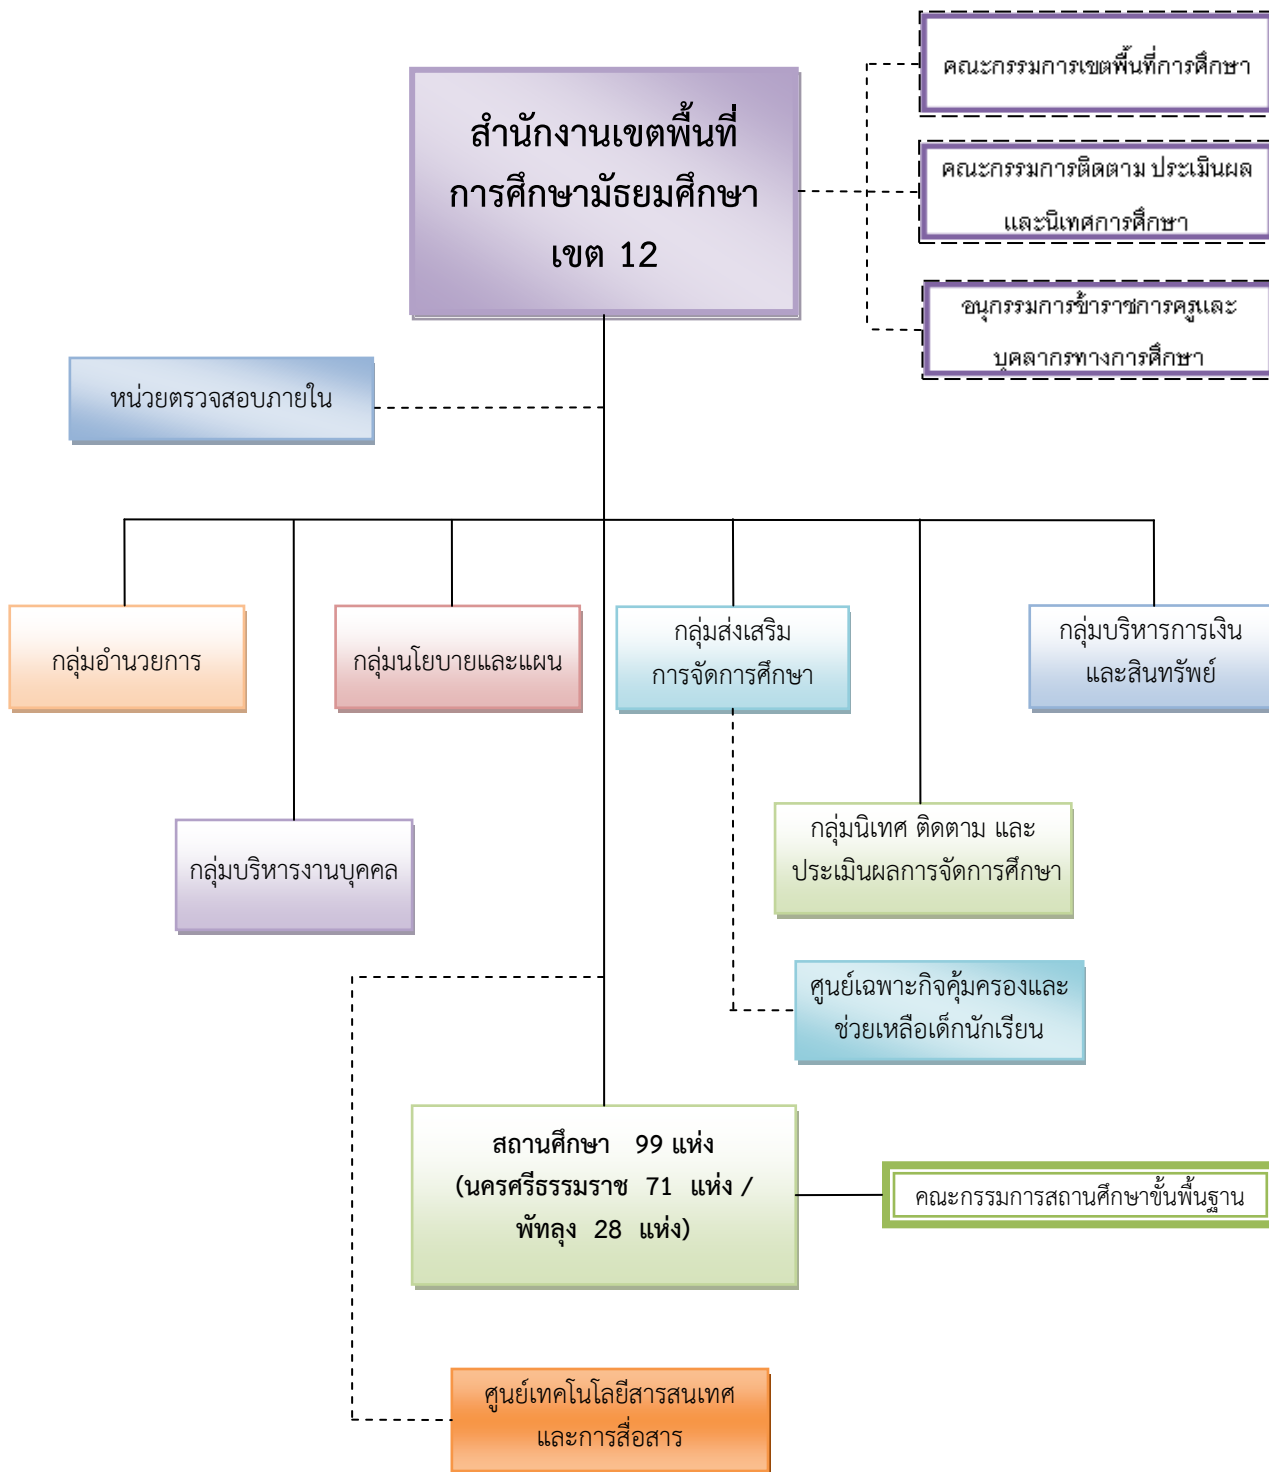 คณะกรรมการเขตพื้นที่การศึกษา
สำนักงานเขตพื้นที่
การศึกษามัธยมศึกษา
เขต 12
คณะกรรมการติดตาม ประเมินผล
และนิเทศการศึกษา
อนุกรรมการข้าราชการครูและ
บุคลากรทางการศึกษา
หน่วยตรวจสอบภายใน
กลุ่มอำนวยการ
กลุ่มนโยบายและแผน
กลุ่มส่งเสริม
การจัดการศึกษา
กลุ่มบริหารการเงิน
และสินทรัพย์
กลุ่มบริหารงานบุคคล
กลุ่มนิเทศ ติดตาม และ
ประเมินผลการจัดการศึกษา
ศูนย์เฉพาะกิจคุ้มครองและ
ช่วยเหลือเด็กนักเรียน
สถานศึกษา 99 แห่ง
(นครศรีธรรมราช 71 แห่ง /
พัทลุง 28 แห่ง)
คณะกรรมการสถานศึกษาขั้นพื้นฐาน
ศูนย์เทคโนโลยีสารสนเทศ
และการสื่อสาร